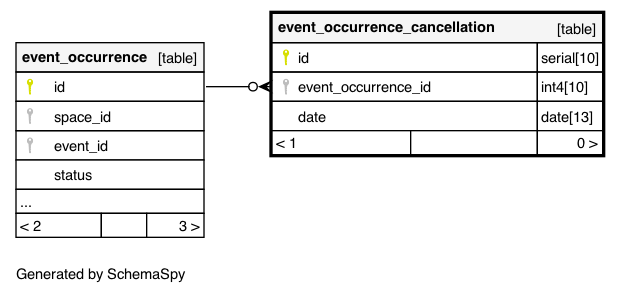 event_occurrence [table]
id
space_id
event_id
status
...
< 2 3 >
event_occurrence_cancellation [table]
id serial[10]
event_occurrence_id int4[10]
date date[13]
< 1 0 >
Generated by SchemaSpy